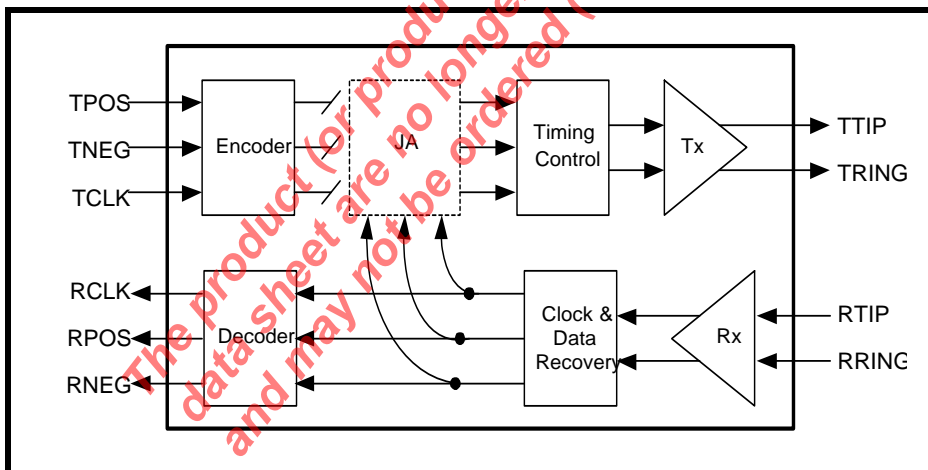 TPOS
TNEG
TCLK
Encoder
JA
Timing
Control
Tx
TTIP
TRING
RCLK
RPOS
RNEG
Decoder
Clock &
Data
Recovery
Rx
RTIP
RRING
The product (or produ
data sheet are no longe
and may not be ordered (